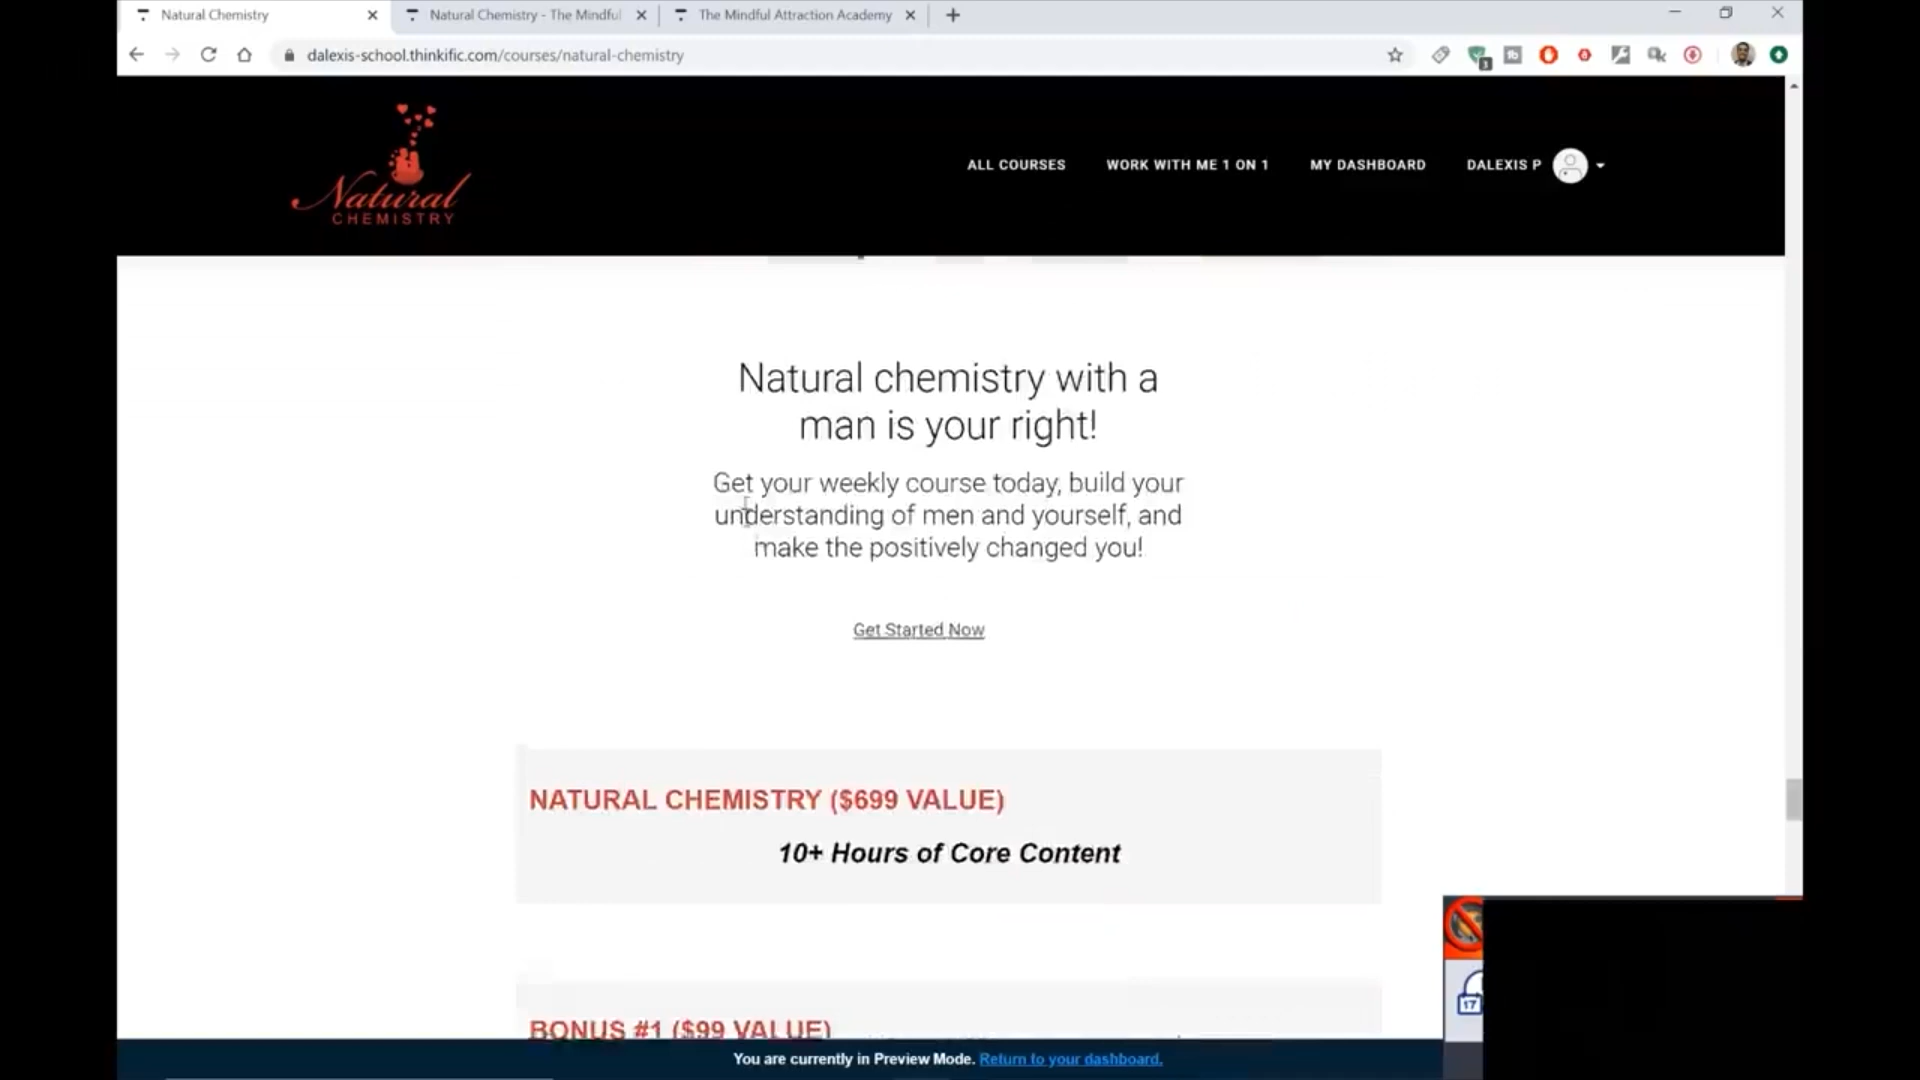 Natural Chemistry
Natural Chemistry - The Mindful
The Mindful Attraction Academy
dalexis-school.thinkific.com/courses/natural-chemistry
Natural
CHEMISTRY
ALL COURSES
WORK WITH ME 1 ON 1
MY DASHBOARD
DALEXIS P
Natural chemistry with a
man is your right!
Get your weekly course today, build your
understanding of men and yourself, and
make the positively changed you!
Get Started Now
NATURAL CHEMISTRY ($699 VALUE)
10+ Hours of Core Content
BONUS #1 ($99 VALUE)
17
You are currently in Preview Mode. Return to your dashboard.